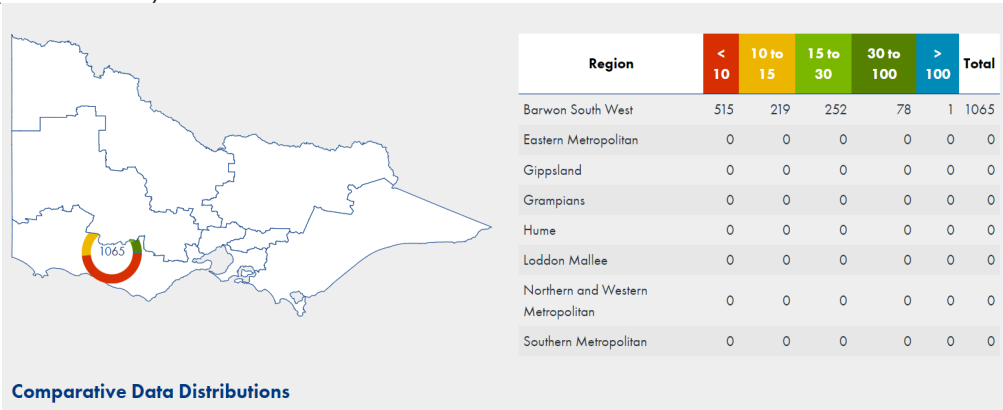 1065
Region < 10 10 to 15 15 to 30 30 to 100 > 100 Total
Barwon South West 515 219 252 78 1 1065
Eastern Metropolitan 0 0 0 0 0 0
Gippsland 0 0 0 0 0 0
Grampians 0 0 0 0 0 0
Hume 0 0 0 0 0 0
Loddon Mallee 0 0 0 0 0 0
Northern and Western Metropolitan 0 0 0 0 0 0
Southern Metropolitan 0 0 0 0 0 0
Comparative Data Distributions